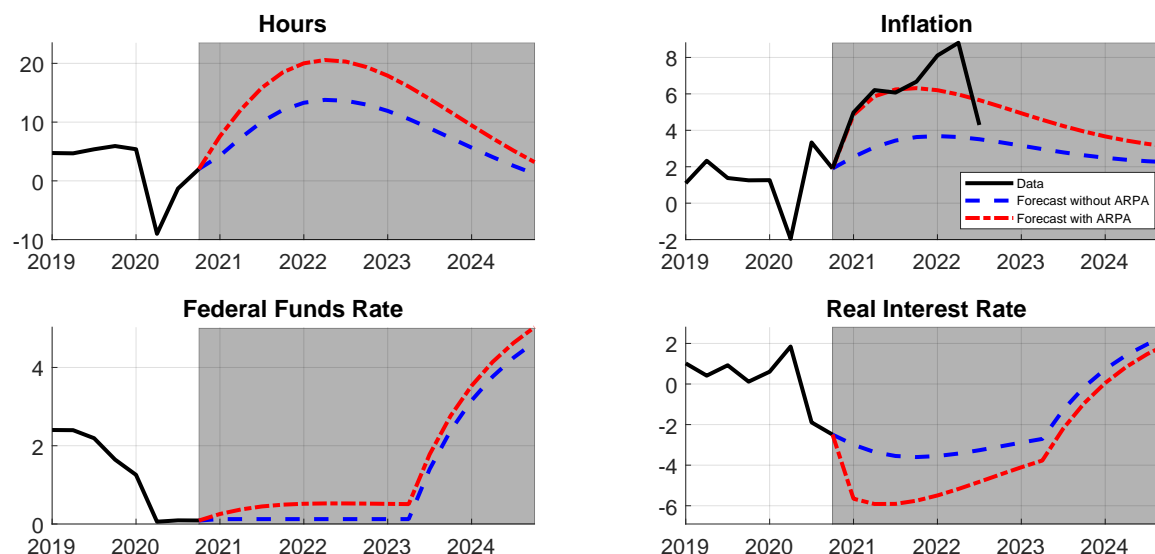 Hours
20
10
0
-10
2019 2020 2021 2022 2023 2024
Inflation
8
6
4
2
0
-2
2019 2020 2021 2022 2023 2024
Data
Forecast without ARPA
Forecast with ARPA
Federal Funds Rate
4
2
0
2019 2020 2021 2022 2023 2024
Real Interest Rate
2
0
-2
-4
-6
2019 2020 2021 2022 2023 2024